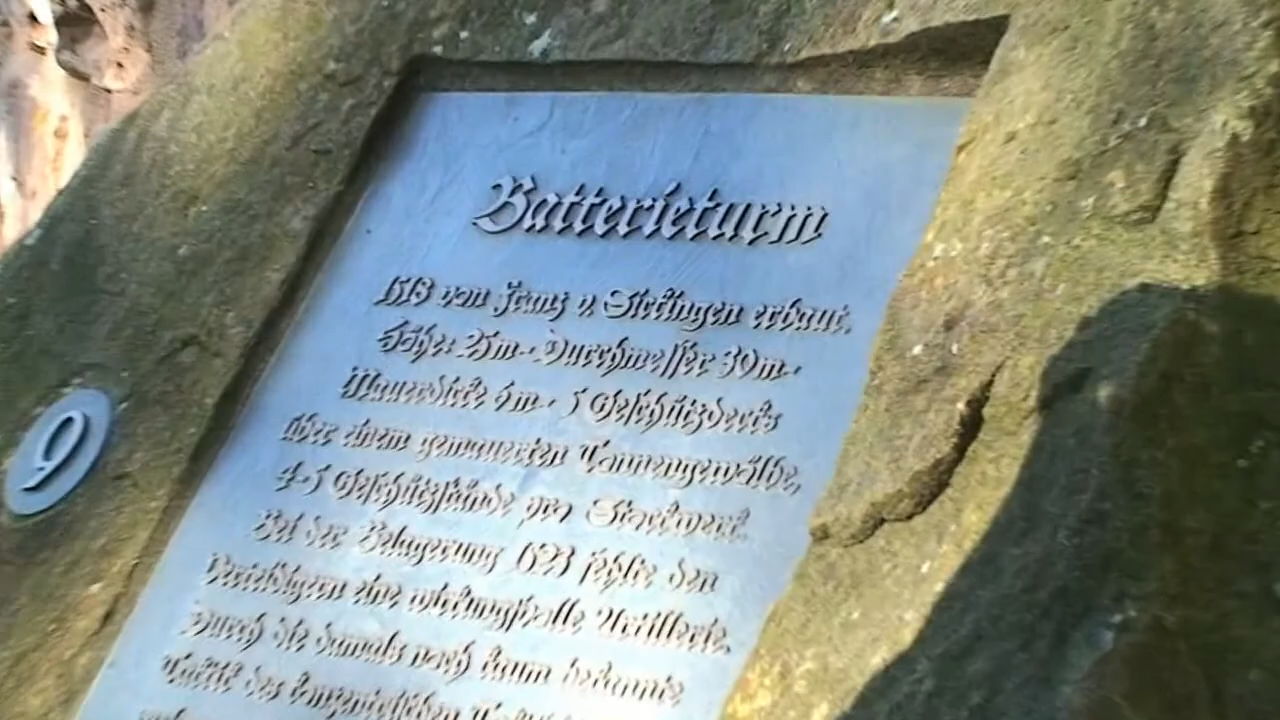 Batterieturm
1518 von Franz v. Sickingen erbaut.
Höhe: 25m · Durchmesser 30m ·
Mauerdicke 6m · 5 Geschützdecks
über einem gemauerten Tonnengewölbe,
4-5 Geschützstände pro Stockwerk.
Bei der Belagerung 1523 fehlte den
Verteidigern eine wirkungsvolle Artillerie.
Durch die damals noch kaum bekannte
Taktik des konzentrischen
9